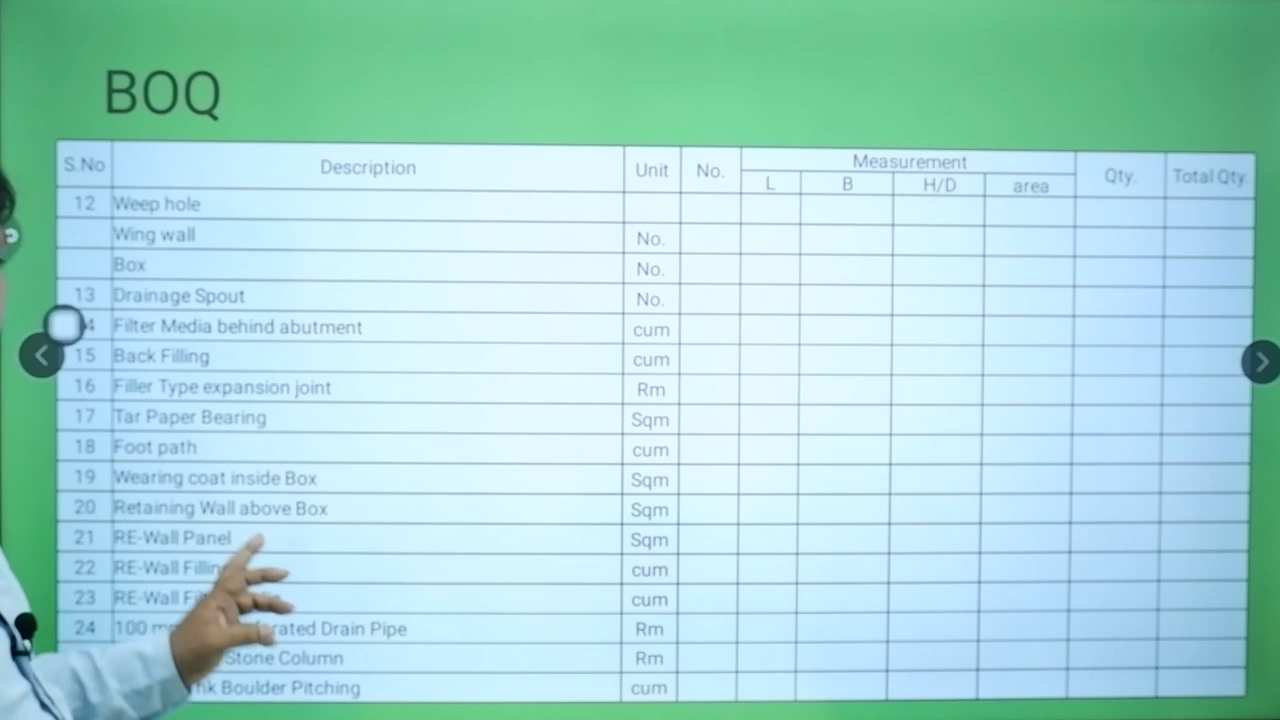 BOQ
S.No Description Unit No. Measurement Qty. Total Qty
L B H/D area
12 Weep hole
Wing wall No.
Box No.
13 Drainage Spout No.
Filter Media behind abutment cum
15 Back Filling cum
16 Filler Type expansion joint Rm
17 Tar Paper Bearing Sqm
18 Foot path cum
19 Wearing coat inside Box Sqm
20 Retaining Wall above Box Sqm
21 RE-Wall Panel Sqm
22 RE-Wall cum
23 RE-Wall cum
24 100 Drain Pipe Rm
Stone Column Rm
Boulder Pitching cum